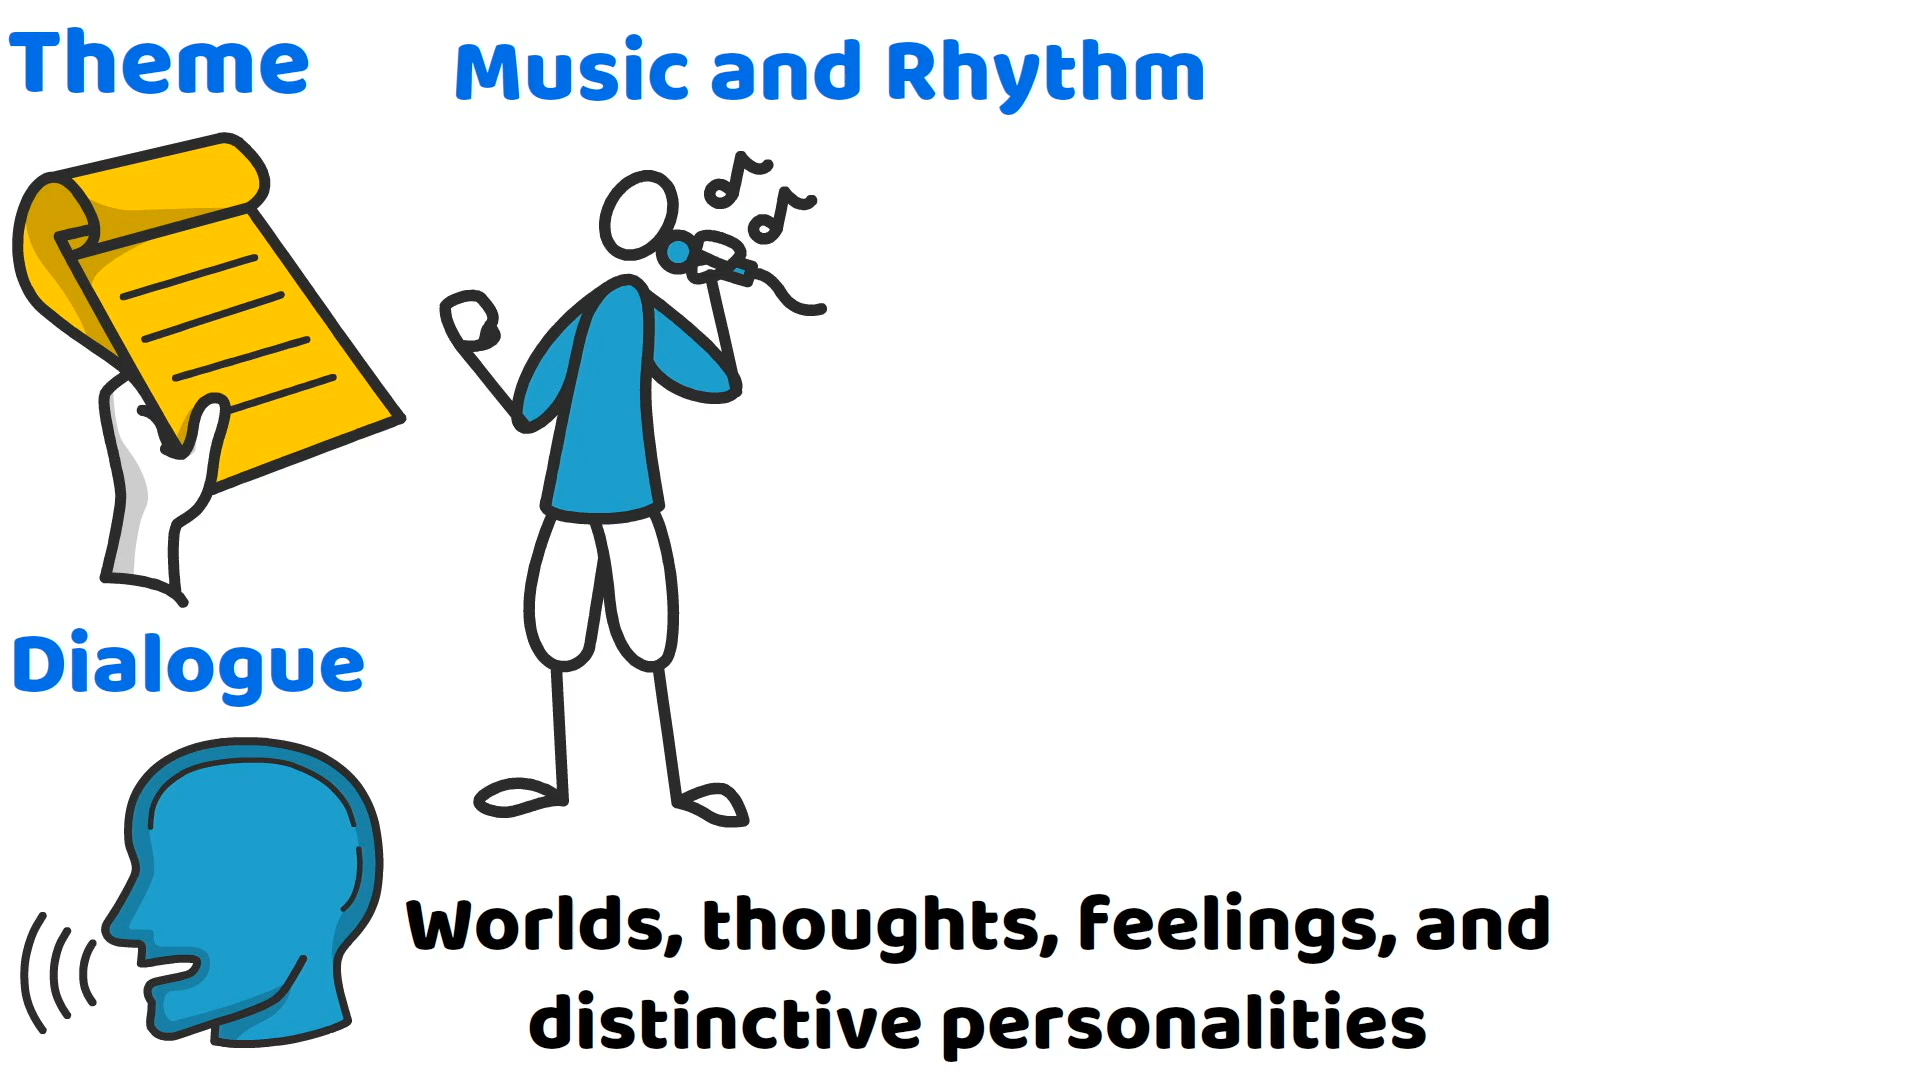 Theme
Music and Rhythm
Dialogue
Worlds, thoughts, feelings, and
distinctive personalities